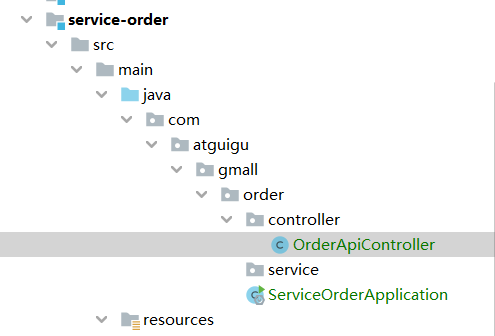 service-order
src
main
java
com
atguigu
gmall
order
controller
OrderApiController
service
ServiceOrderApplication
resources